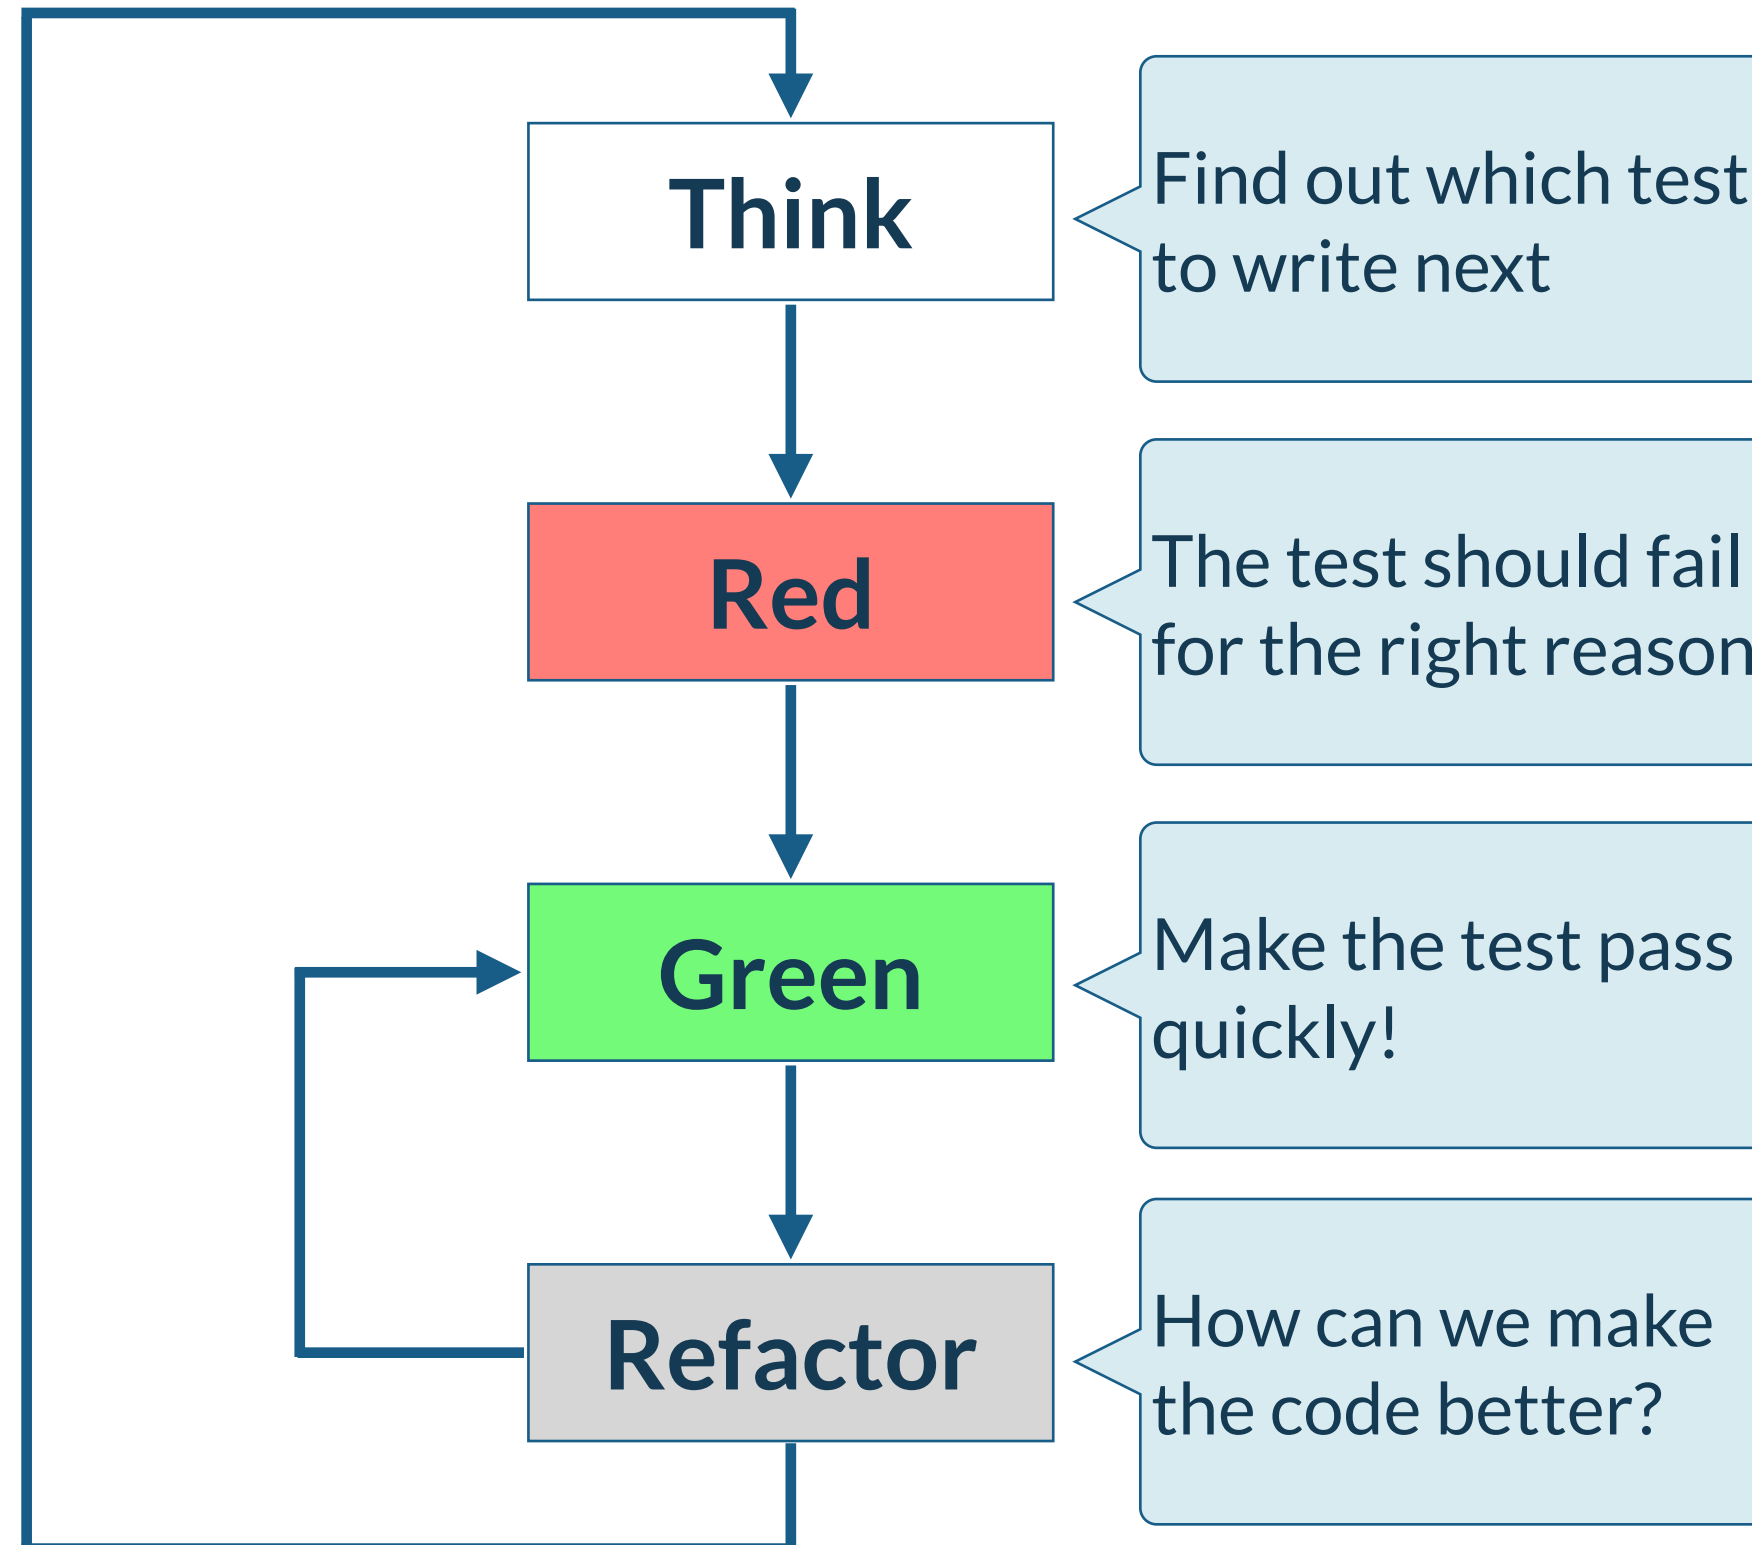 Think
Find out which test
to write next
Red
The test should fail
for the right reason
Green
Make the test pass
quickly!
Refactor
How can we make
the code better?